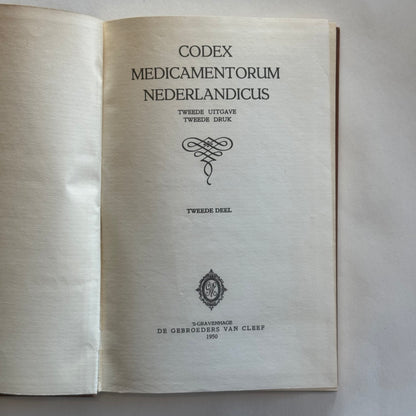 CODEX
MEDICAMENTORUM
NEDERLANDICUS
TWEEDE UITGAVE
TWEEDE DRUK
TWEEDE DEEL
'S-GRAVENHAGE
DE GEBROEDERS VAN CLEEF
1950